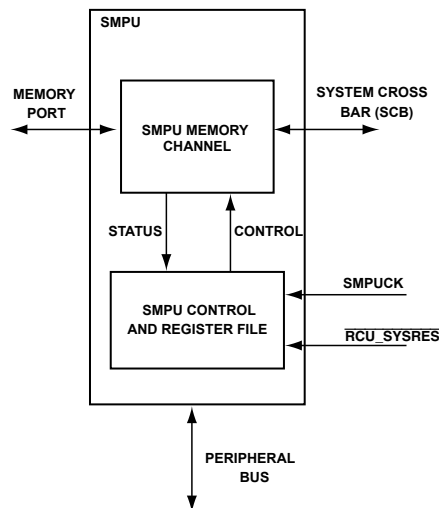 SMPU
MEMORY
PORT
SMPU MEMORY
CHANNEL
SYSTEM CROSS
BAR (SCB)
STATUS
CONTROL
SMPU CONTROL
AND REGISTER FILE
SMPUCK
RCU_SYSRES
PERIPHERAL
BUS